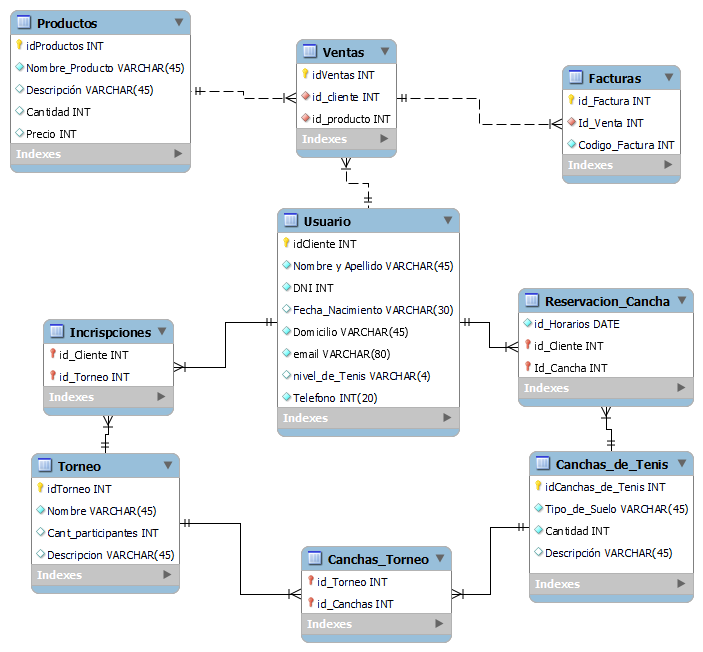 Productos
idProductos INT
Nombre_Producto VARCHAR(45)
Descripción VARCHAR(45)
Cantidad INT
Precio INT
Indexes
Ventas
idVentas INT
id_cliente INT
id_producto INT
Indexes
Facturas
id_Factura INT
Id_Venta INT
Codigo_Factura INT
Indexes
Usuario
idCliente INT
Nombre y Apellido VARCHAR(45)
DNI INT
Fecha_Nacimiento VARCHAR(30)
Domicilio VARCHAR(45)
email VARCHAR(80)
nivel_de_Tenis VARCHAR(4)
Telefono INT(20)
Indexes
Incrispciones
id_Cliente INT
id_Torneo INT
Indexes
Reservacion_Cancha
id_Horarios DATE
id_Cliente INT
Id_Cancha INT
Indexes
Torneo
idTorneo INT
Nombre VARCHAR(45)
Cant_participantes INT
Descripcion VARCHAR(45)
Indexes
Canchas_de_Tenis
idCanchas_de_Tenis INT
Tipo_de_Suelo VARCHAR(45)
Cantidad INT
Descripción VARCHAR(45)
Indexes
Canchas_Torneo
id_Torneo INT
id_Canchas INT
Indexes